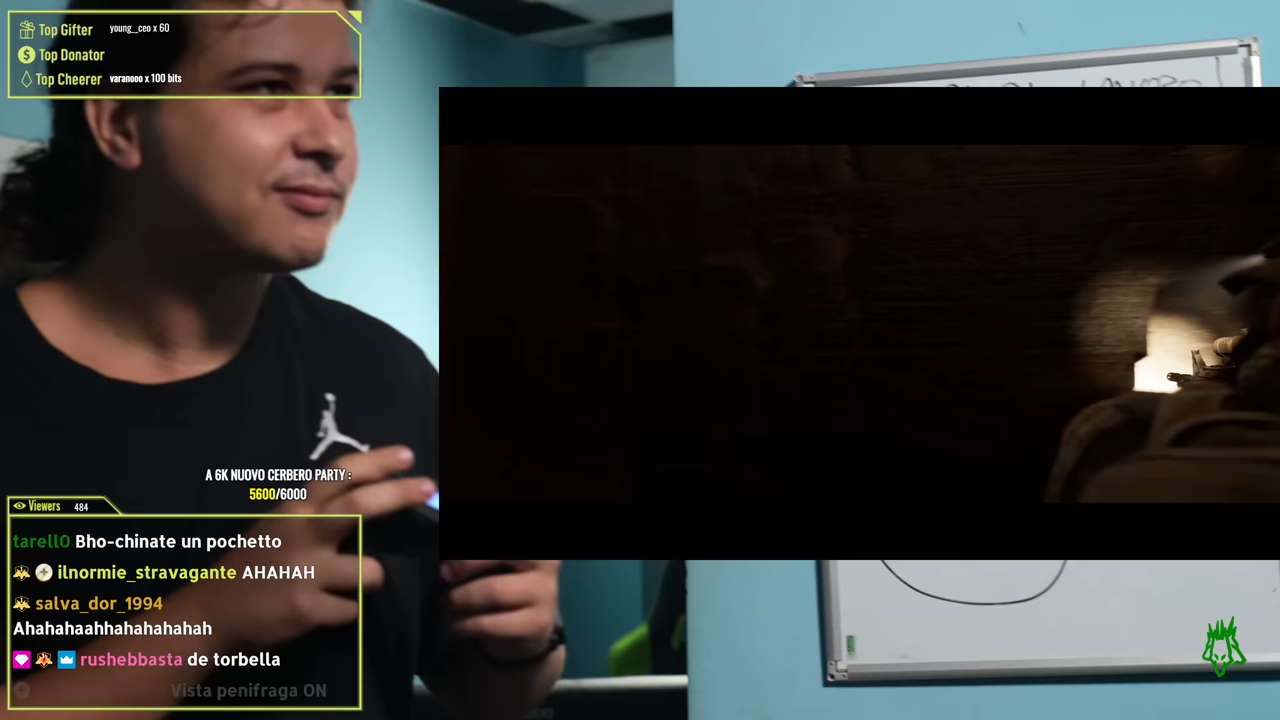 Top Gifter young__ceo x 60
Top Donator
Top Cheerer varanooo x 100 bits
A 6K NUOVO CERBERO PARTY :
5600/6000
Viewers 484
tarell0 Bho-chinate un pochetto
ilnormie_stravagante AHAHAH
salva_dor_1994
Ahahahaahhahahahahah
rushebbasta de torbella
Vista penifraga ON